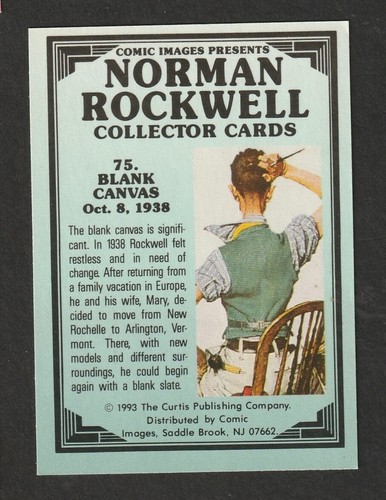 COMIC IMAGES PRESENTS
NORMAN
ROCKWELL
COLLECTOR CARDS
75.
BLANK
CANVAS
Oct. 8, 1938
The blank canvas is signifi-
cant. In 1938 Rockwell felt
restless and in need of
change. After returning from
a family vacation in Europe,
he and his wife, Mary, de-
cided to move from New
Rochelle to Arlington, Ver-
mont. There, with new
models and different sur-
roundings, he could begin
again with a blank slate.
© 1993 The Curtis Publishing Company.
Distributed by Comic
Images, Saddle Brook, NJ 07662.